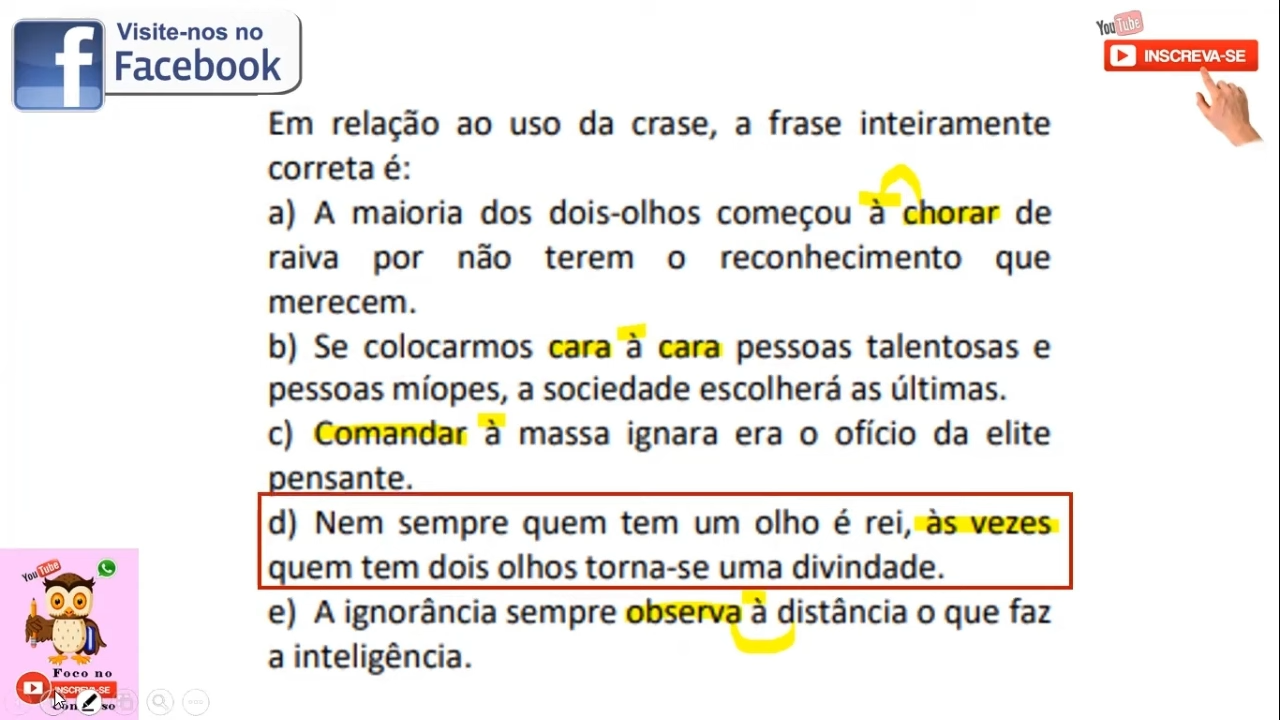 Visite-nos no
Facebook
YouTube
INSCREVA-SE
Em relação ao uso da crase, a frase inteiramente
correta é:
a) A maioria dos dois-olhos começou à chorar de
raiva por não terem o reconhecimento que
merecem.
b) Se colocarmos cara à cara pessoas talentosas e
pessoas míopes, a sociedade escolherá as últimas.
c) Comandar à massa ignara era o ofício da elite
pensante.
d) Nem sempre quem tem um olho é rei, às vezes
quem tem dois olhos torna-se uma divindade.
e) A ignorância sempre observa à distância o que faz
a inteligência.
YouTube
Foco no
INSCREVA-SE